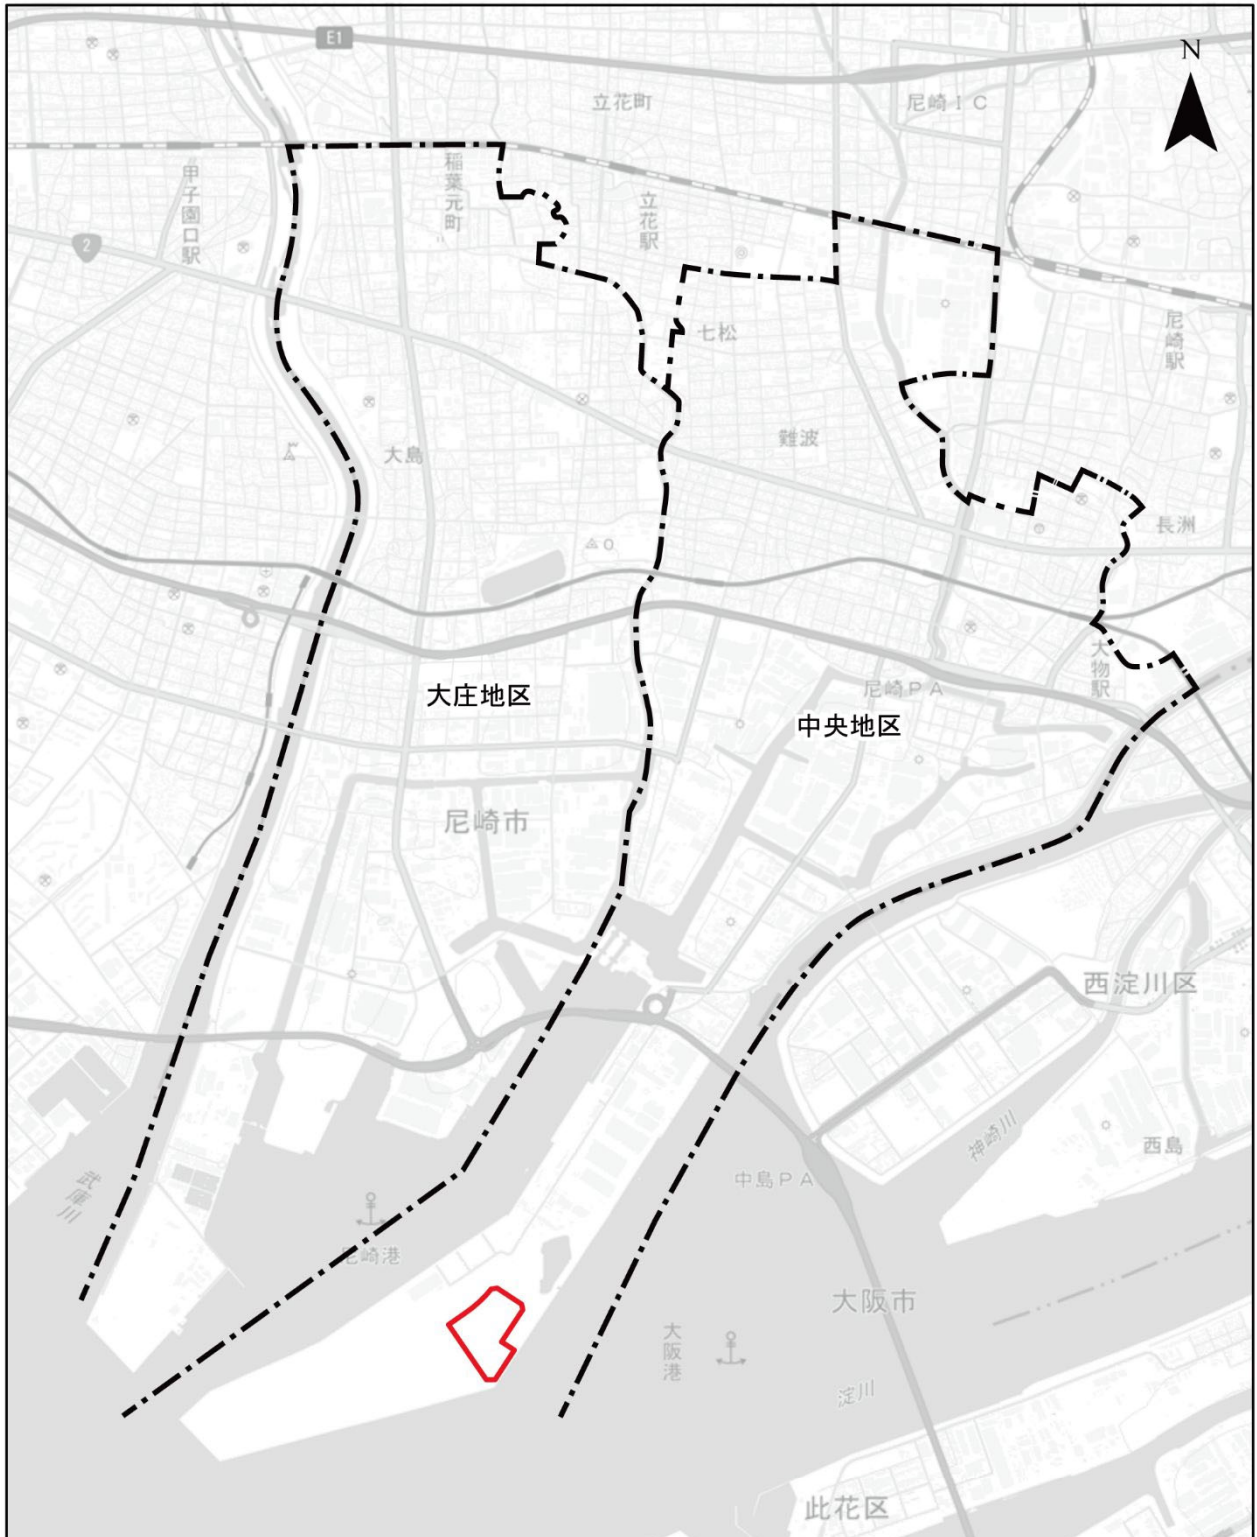 E1
N
立花町
尼崎IC
稲葉元町
甲子園口駅
立花駅
2
七松
尼崎駅
難波
大島
長洲
大物駅
尼崎PA
大庄地区
中央地区
尼崎市
西淀川区
神崎川
西島
中島PA
武庫川
尼崎港
大阪市
大阪港
淀川
此花区